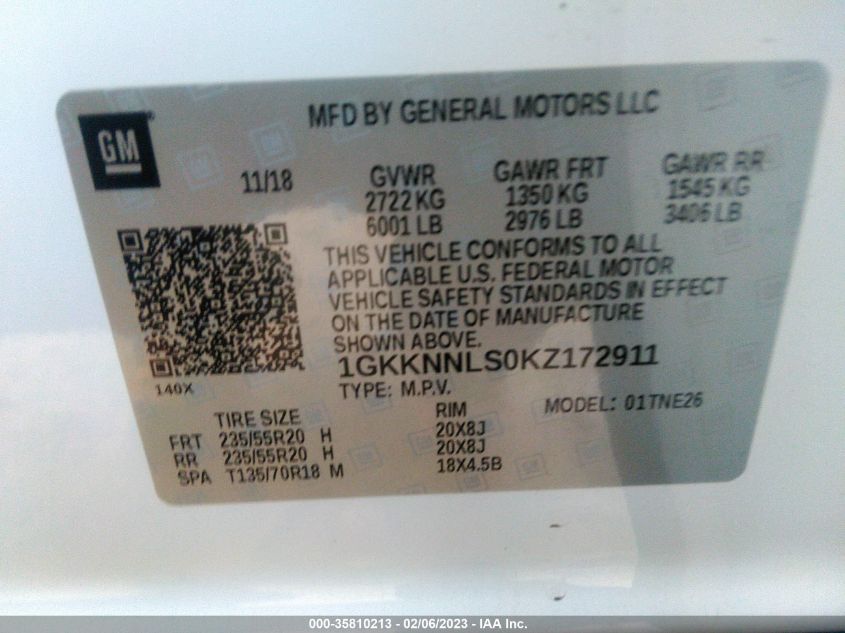 MFD BY GENERAL MOTORS LLC
GM
®
11/18
GVWR GAWR FRT GAWR RR
2722 KG 1350 KG 1545 KG
6001 LB 2976 LB 3406 LB
THIS VEHICLE CONFORMS TO ALL
APPLICABLE U.S. FEDERAL MOTOR
VEHICLE SAFETY STANDARDS IN EFFECT
ON THE DATE OF MANUFACTURE
SHOWN ABOVE.
1GKKNNLS0KZ172911
140X
TYPE: M.P.V.
MODEL: 01TNE26
TIRE SIZE RIM
FRT 235/55R20 H 20X8J
RR 235/55R20 H 20X8J
SPA T135/70R18 M 18X4.5B
000-35810213 - 02/06/2023 - IAA Inc.